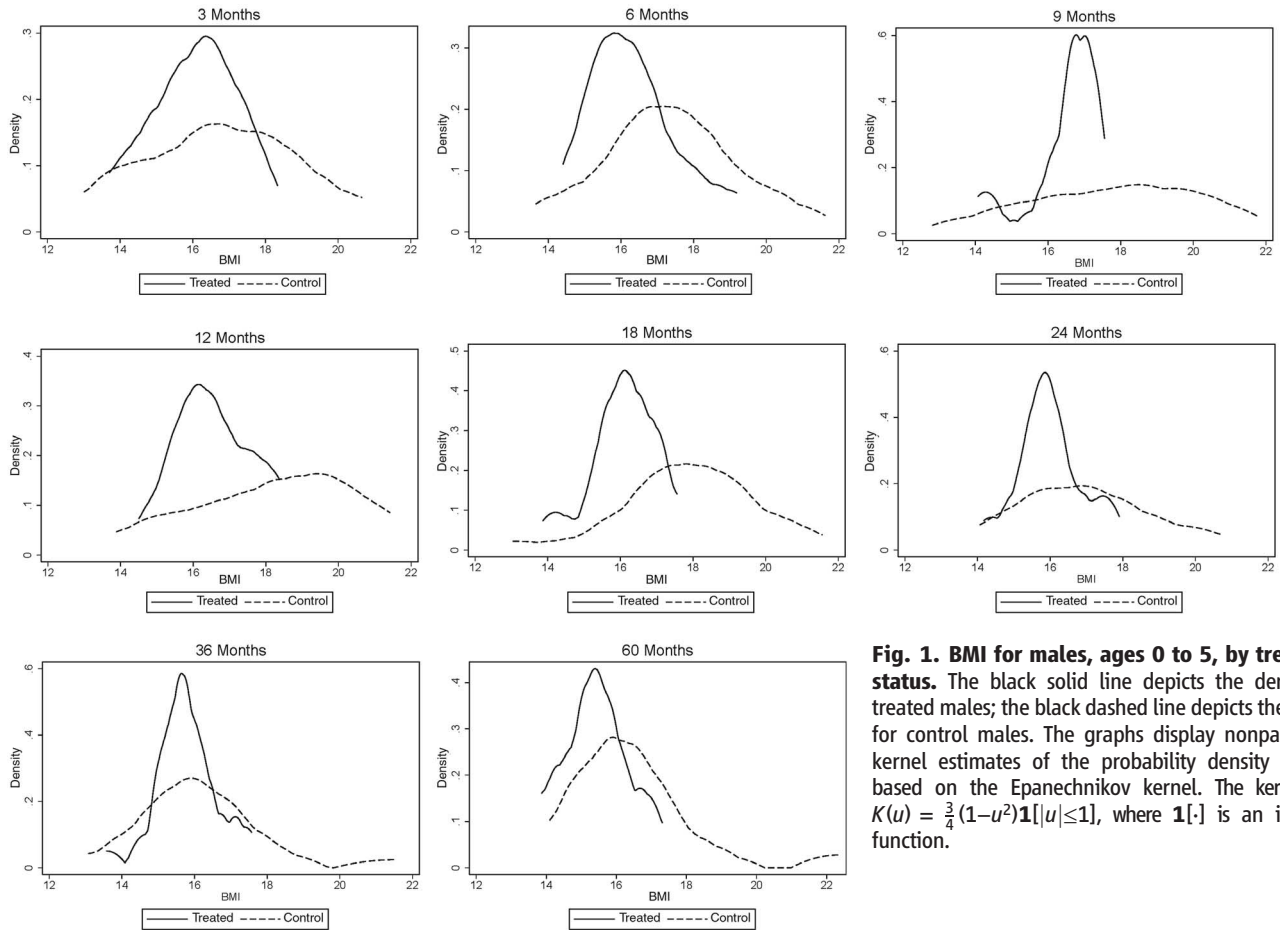 3 Months
Density
0 .1 .2 .3
12 14 16 18 20 22
BMI
Treated Control
6 Months
Density
0 .1 .2 .3
12 14 16 18 20 22
BMI
Treated Control
9 Months
Density
0 .2 .4 .6
12 14 16 18 20 22
BMI
Treated Control
12 Months
Density
0 .1 .2 .3 .4
12 14 16 18 20 22
BMI
Treated Control
18 Months
Density
0 .1 .2 .3 .4 .5
12 14 16 18 20 22
BMI
Treated Control
24 Months
Density
0 .2 .4 .6
12 14 16 18 20 22
BMI
Treated Control
36 Months
Density
0 .2 .4 .6
12 14 16 18 20 22
BMI
Treated Control
60 Months
Density
0 .1 .2 .3 .4
12 14 16 18 20 22
BMI
Treated Control
Fig. 1. BMI for males, ages 0 to 5, by tre
status. The black solid line depicts the den
treated males; the black dashed line depicts the
for control males. The graphs display nonpa
kernel estimates of the probability density
based on the Epanechnikov kernel. The ker
K(u) = 3/4 (1−u²)1[|u|≤1], where 1[·] is an i
function.